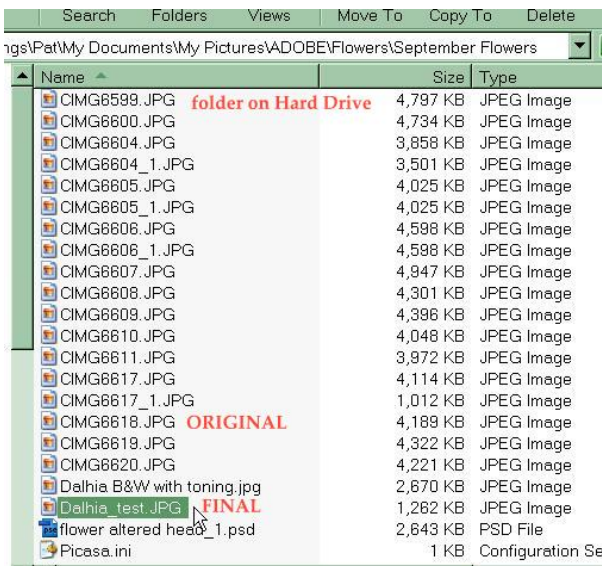 Search Folders Views Move To Copy To Delete
ngs\Pat\My Documents\My Pictures\ADOBE\Flowers\September Flowers
Name Size Type
CIMG6599.JPG folder on Hard Drive 4,797 KB JPEG Image
CIMG6600.JPG 4,734 KB JPEG Image
CIMG6604.JPG 3,858 KB JPEG Image
CIMG6604_1.JPG 3,501 KB JPEG Image
CIMG6605.JPG 4,025 KB JPEG Image
CIMG6605_1.JPG 4,025 KB JPEG Image
CIMG6606.JPG 4,598 KB JPEG Image
CIMG6606_1.JPG 4,598 KB JPEG Image
CIMG6607.JPG 4,947 KB JPEG Image
CIMG6608.JPG 4,301 KB JPEG Image
CIMG6609.JPG 4,396 KB JPEG Image
CIMG6610.JPG 4,048 KB JPEG Image
CIMG6611.JPG 3,972 KB JPEG Image
CIMG6617.JPG 4,114 KB JPEG Image
CIMG6617_1.JPG 1,012 KB JPEG Image
CIMG6618.JPG ORIGINAL 4,189 KB JPEG Image
CIMG6619.JPG 4,322 KB JPEG Image
CIMG6620.JPG 4,221 KB JPEG Image
Dalhia B&W with toning.jpg 2,670 KB JPEG Image
Dalhia_test.JPG FINAL 1,262 KB JPEG Image
flower altered head_1.psd 2,643 KB PSD File
Picasa.ini 1 KB Configuration Se